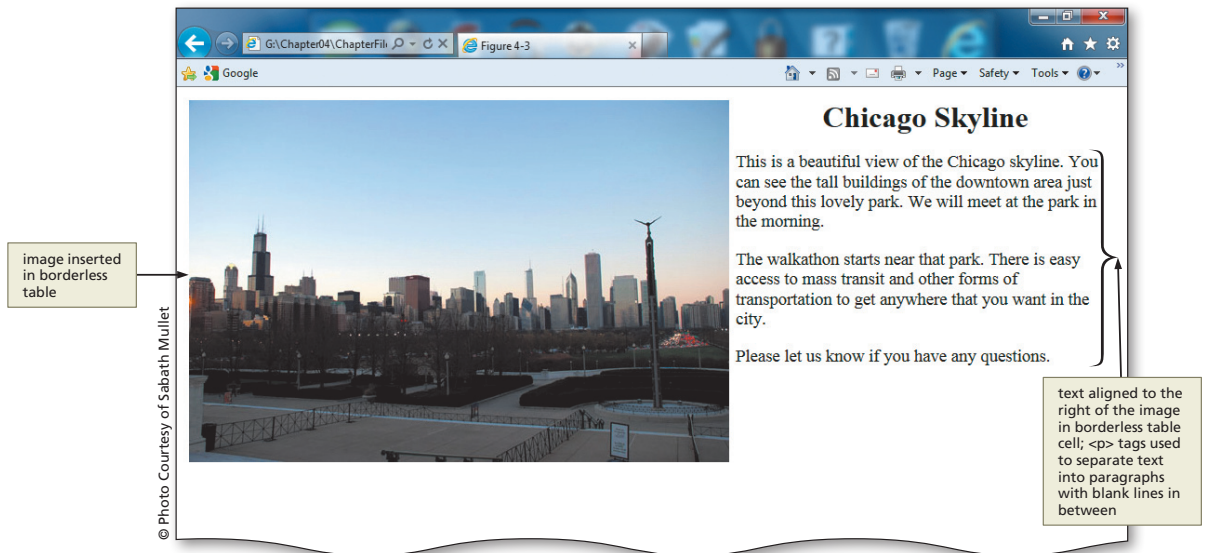 G:\Chapter04\ChapterFil
Figure 4-3
Google
Page
Safety
Tools
Chicago Skyline
This is a beautiful view of the Chicago skyline. You
can see the tall buildings of the downtown area just
beyond this lovely park. We will meet at the park in
the morning.
The walkathon starts near that park. There is easy
access to mass transit and other forms of
transportation to get anywhere that you want in the
city.
Please let us know if you have any questions.
image inserted
in borderless
table
© Photo Courtesy of Sabath Mullet
text aligned to the
right of the image
in borderless table
cell; <p> tags used
to separate text
into paragraphs
with blank lines in
between